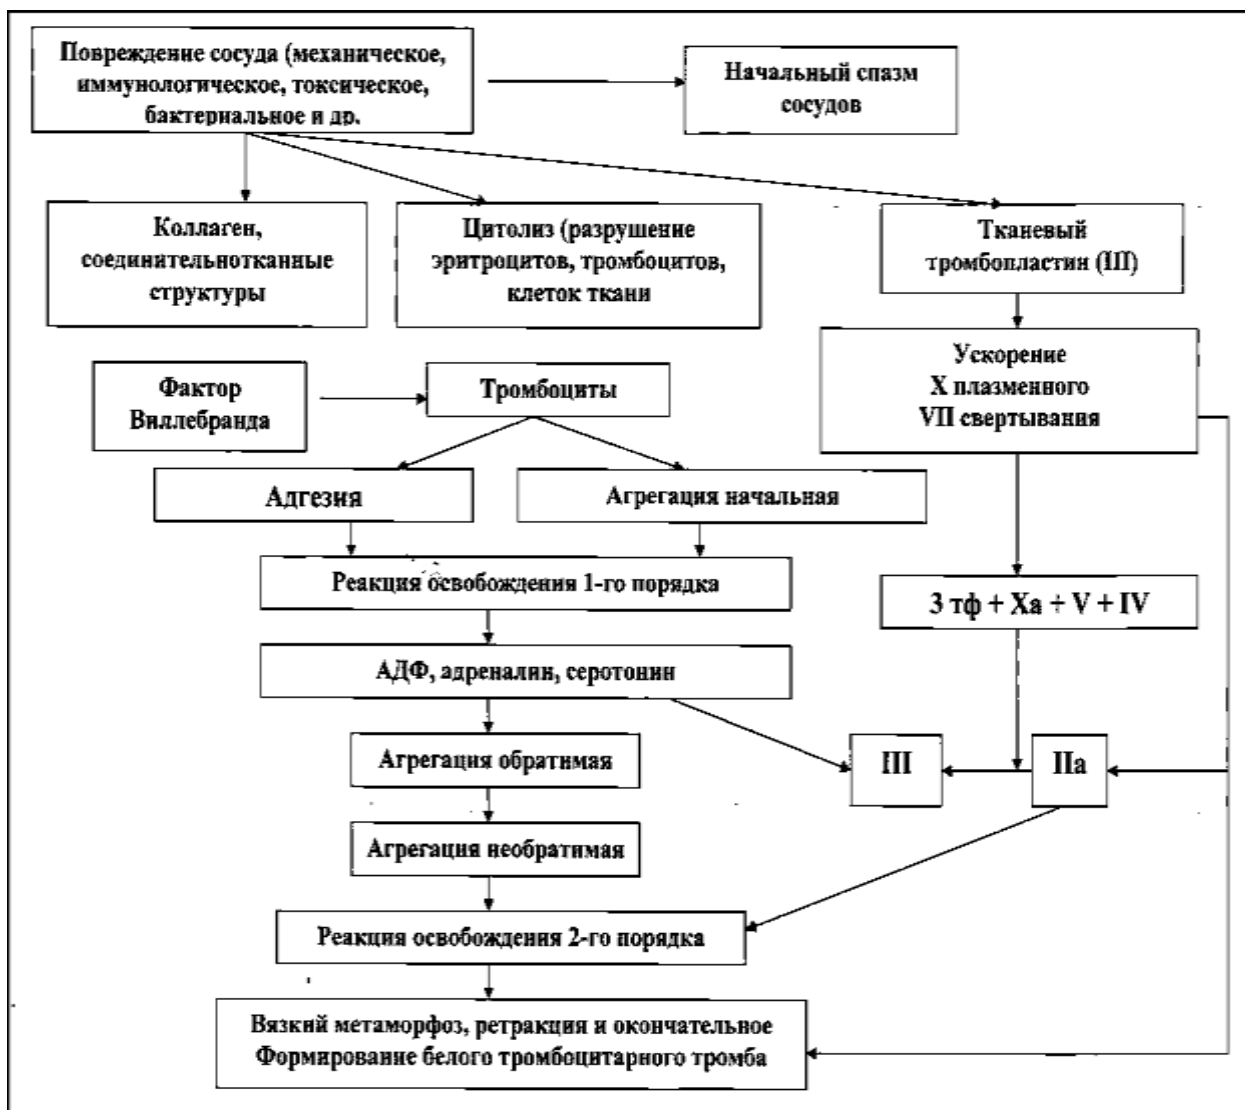 Повреждение сосуда (механическое,
иммунологическое, токсическое,
бактериальное и др.
Начальный спазм
сосудов
Коллаген,
соединительнотканные
структуры
Цитолиз (разрушение
эритроцитов, тромбоцитов,
клеток ткани
Тканевый
тромбопластин (III)
Ускорение
X плазменного
VII свертывания
Фактор
Виллебранда
Тромбоциты
Адгезия
Агрегация начальная
Реакция освобождения 1-го порядка
3 тф + Xa + V + IV
АДФ, адреналин, серотонин
Агрегация обратимая
III
IIa
Агрегация необратимая
Реакция освобождения 2-го порядка
Вязкий метаморфоз, ретракция и окончательное
Формирование белого тромбоцитарного тромба